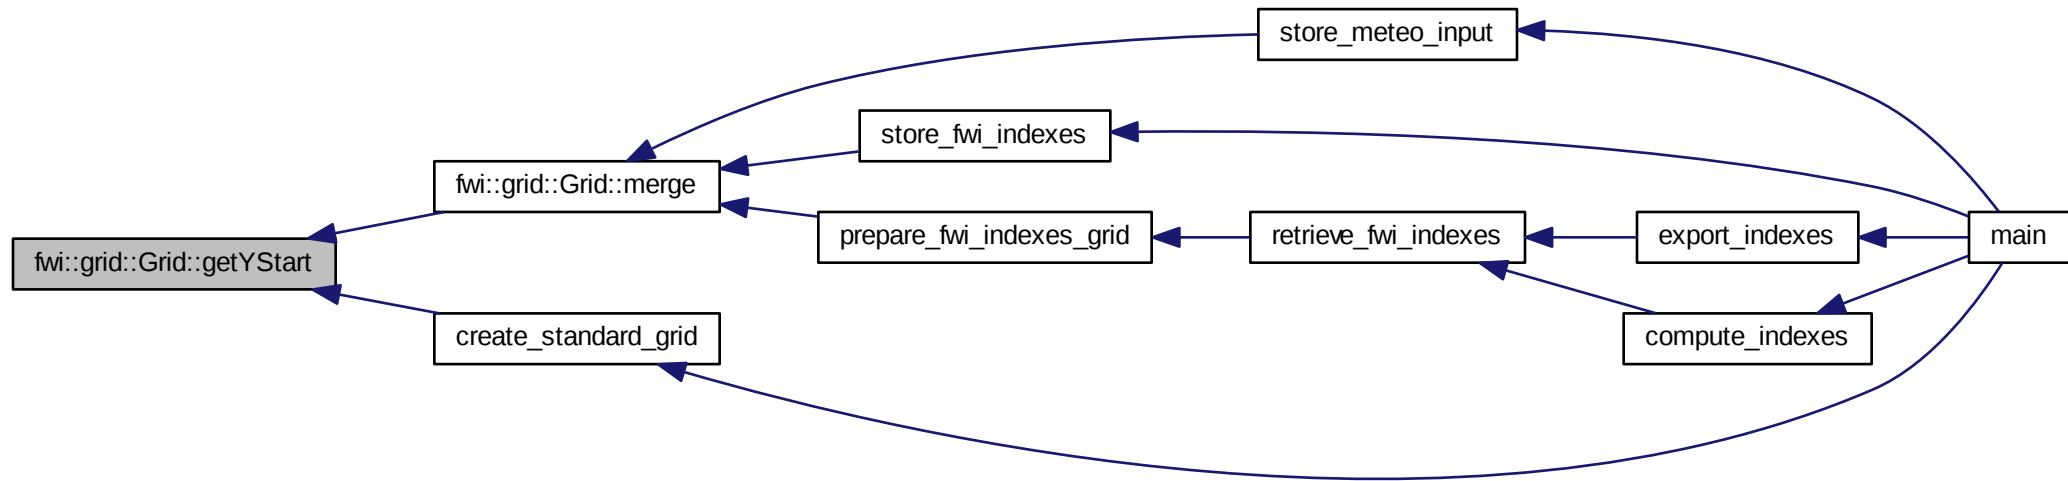 store_meteo_input
store_fwi_indexes
fwi::grid::Grid::merge
prepare_fwi_indexes_grid
retrieve_fwi_indexes
export_indexes
main
fwi::grid::Grid::getYStart
create_standard_grid
compute_indexes